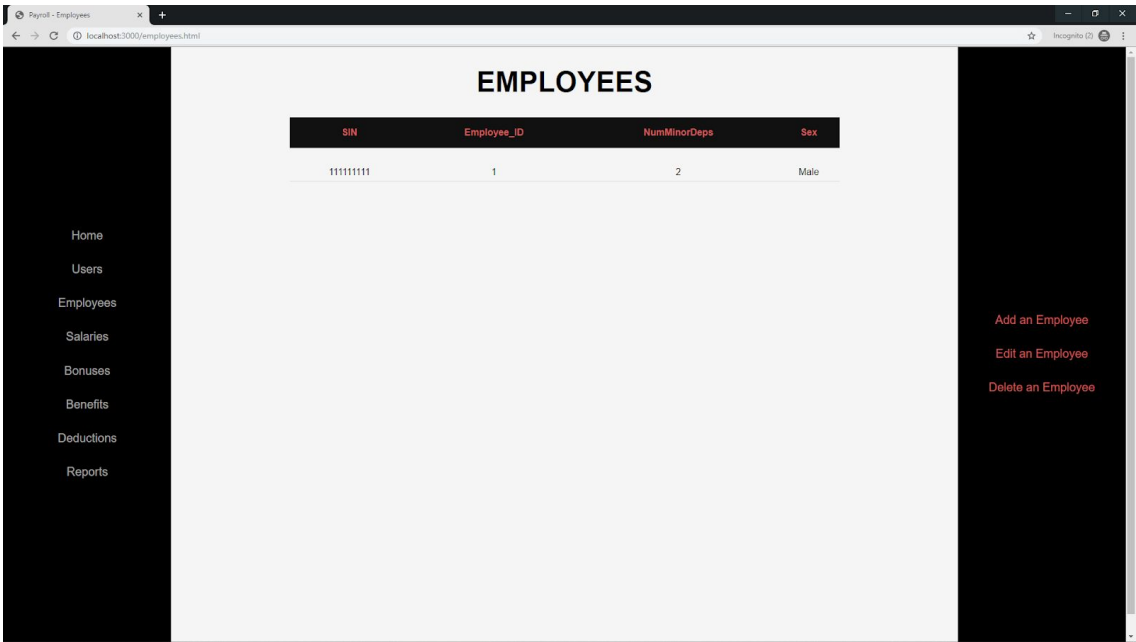 Payroll - Employees
localhost:3000/employees.html
Incognito (2)
EMPLOYEES
SIN Employee_ID NumMinorDeps Sex
111111111 1 2 Male
Home
Users
Employees
Salaries
Bonuses
Benefits
Deductions
Reports
Add an Employee
Edit an Employee
Delete an Employee